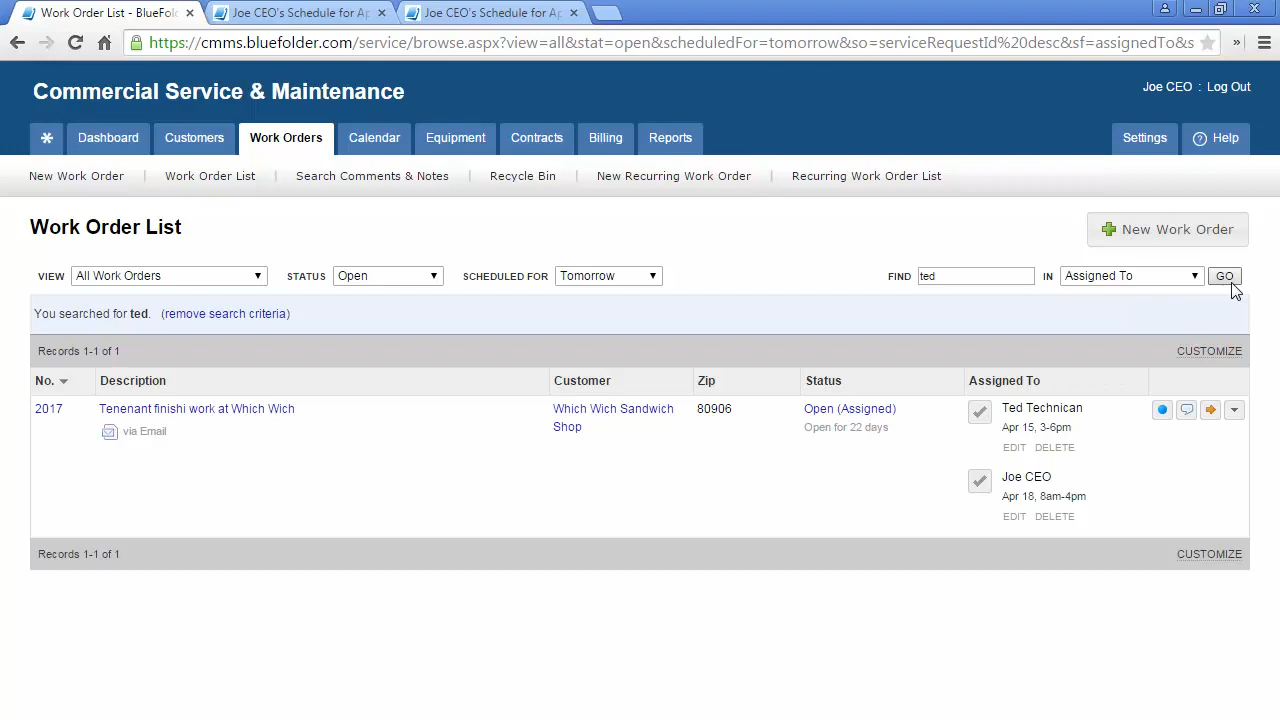 Work Order List - BlueFold
Joe CEO's Schedule for Ap
Joe CEO's Schedule for Ap
https://cmms.bluefolder.com/service/browse.aspx?view=all&stat=open&scheduledFor=tomorrow&so=serviceRequestId%20desc&sf=assignedTo&s
Commercial Service & Maintenance
Joe CEO : Log Out
Dashboard Customers Work Orders Calendar Equipment Contracts Billing Reports Settings Help
New Work Order Work Order List Search Comments & Notes Recycle Bin New Recurring Work Order Recurring Work Order List
Work Order List
New Work Order
VIEW All Work Orders STATUS Open SCHEDULED FOR Tomorrow FIND ted IN Assigned To GO
You searched for ted. (remove search criteria)
Records 1-1 of 1 CUSTOMIZE
No. Description Customer Zip Status Assigned To
2017 Tenenant finishi work at Which Wich Which Wich Sandwich 80906 Open (Assigned) Ted Technican
via Email Shop Open for 22 days Apr 15, 3-6pm
EDIT DELETE
Joe CEO
Apr 18, 8am-4pm
EDIT DELETE
Records 1-1 of 1 CUSTOMIZE